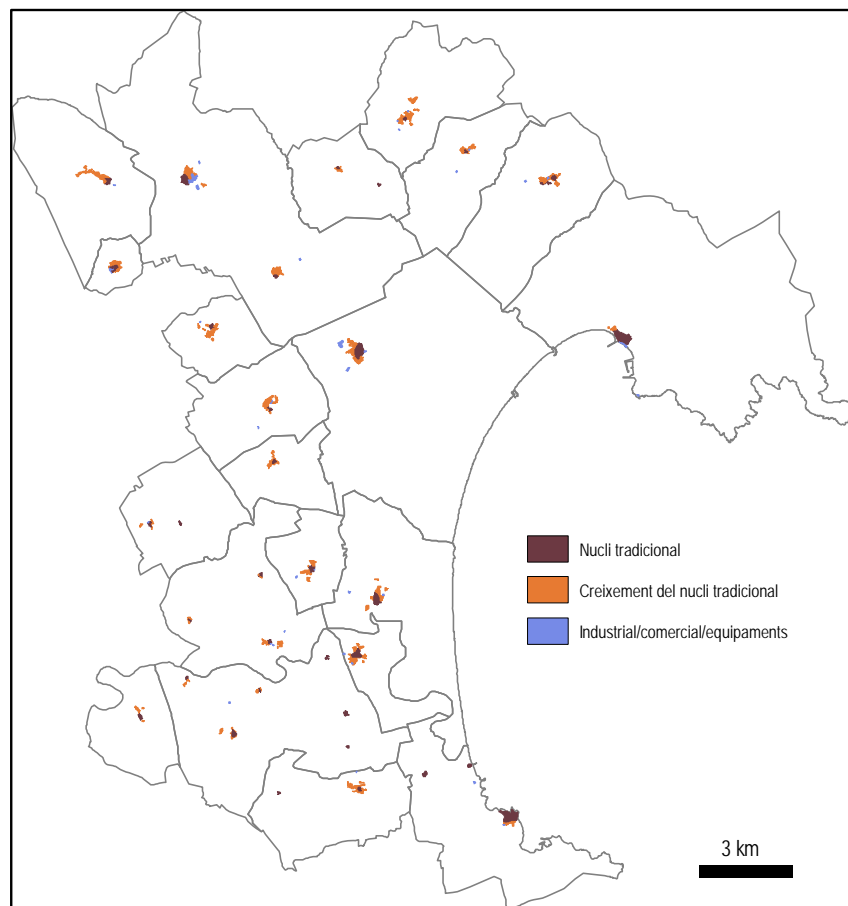 Nucli tradicional
Creixement del nucli tradicional
Industrial/comercial/equipaments
3 km